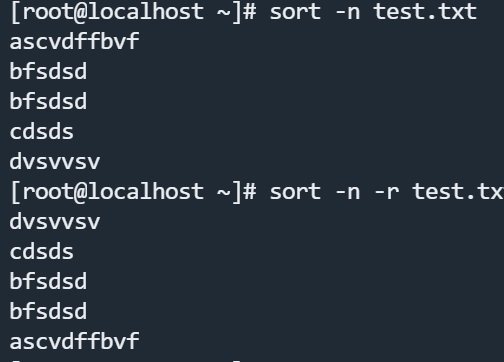 [root@localhost ~]# sort -n test.txt
ascvdffbvf
bfsdsd
bfsdsd
cdsds
dvsvvsv
[root@localhost ~]# sort -n -r test.tx
dvsvvsv
cdsds
bfsdsd
bfsdsd
ascvdffbvf